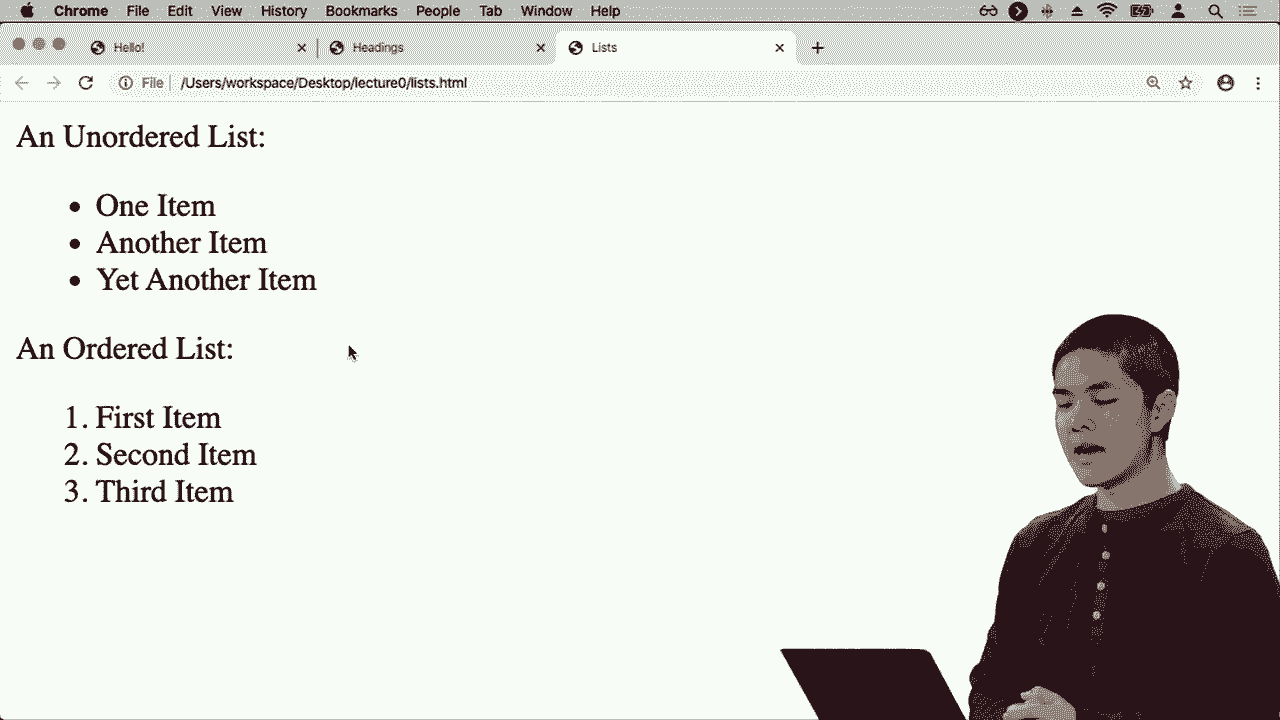 Chrome File Edit View History Bookmarks People Tab Window Help
Hello! Headings Lists
File /Users/workspace/Desktop/lecture0/lists.html
An Unordered List:
• One Item
• Another Item
• Yet Another Item
An Ordered List:
1. First Item
2. Second Item
3. Third Item